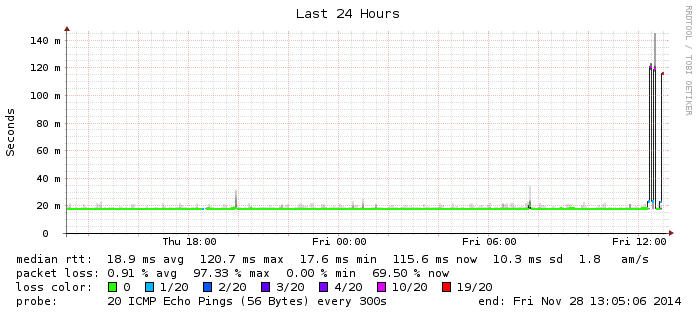 Last 24 Hours
RRDTOOL / TOBI OETIKER
Seconds
140 m
120 m
100 m
80 m
60 m
40 m
20 m
0
Thu 18:00 Fri 00:00 Fri 06:00 Fri 12:00
median rtt: 18.9 ms avg 120.7 ms max 17.6 ms min 115.6 ms now 10.3 ms sd 1.8 am/s
packet loss: 0.91 % avg 97.33 % max 0.00 % min 69.50 % now
loss color: 0 1/20 2/20 3/20 4/20 10/20 19/20
probe: 20 ICMP Echo Pings (56 Bytes) every 300s end: Fri Nov 28 13:05:06 2014